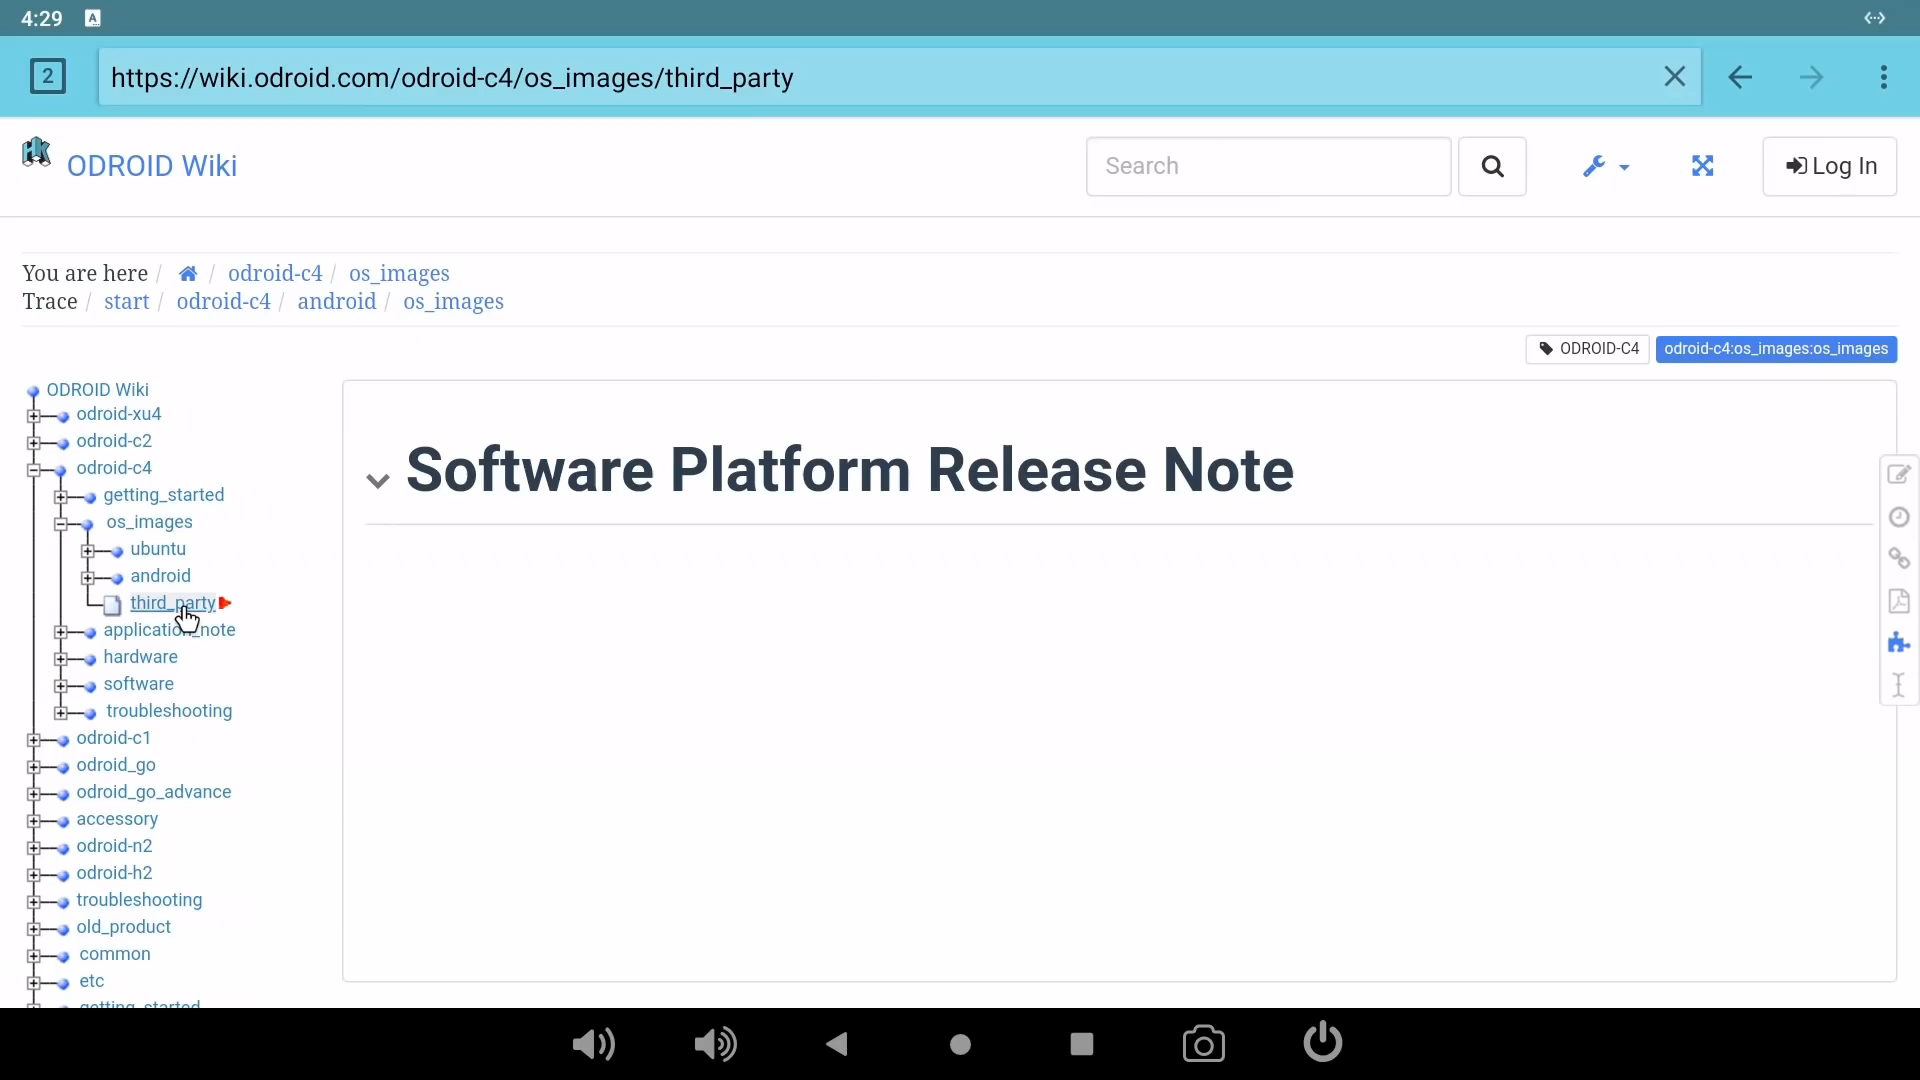 4:29 A
2 https://wiki.odroid.com/odroid-c4/os_images/third_party
ODROID Wiki
Search
Log In
You are here / / odroid-c4 / os_images
Trace / start / odroid-c4 / android / os_images
ODROID-C4 odroid-c4:os_images:os_images
ODROID Wiki
odroid-xu4
odroid-c2
odroid-c4
getting_started
os_images
ubuntu
android
third_party
application_note
hardware
software
troubleshooting
odroid-c1
odroid_go
odroid_go_advance
accessory
odroid-n2
odroid-h2
troubleshooting
old_product
common
etc
getting_started
Software Platform Release Note